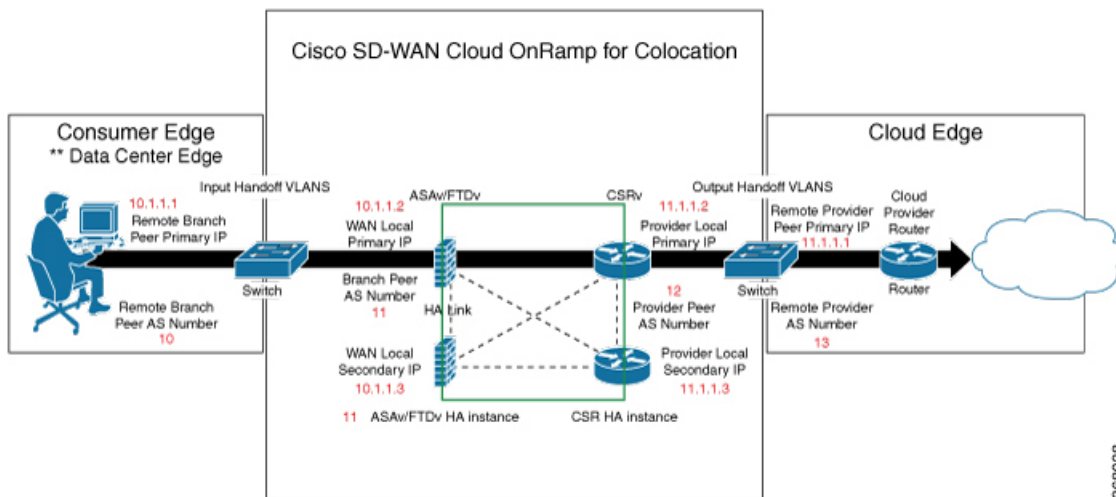 Cisco SD-WAN Cloud OnRamp for Colocation
Consumer Edge
** Data Center Edge
Cloud Edge
Input Handoff VLANS
ASAv/FTDv
CSRv
Output Handoff VLANS
10.1.1.1
Remote Branch
Peer Primary IP
10.1.1.2
WAN Local
Primary IP
11.1.1.2
Provider Local
Primary IP
Remote Provider
Peer Primary IP
11.1.1.1
Cloud
Provider
Router
Switch
Switch
Router
Remote Branch
Peer AS Number
10
Branch Peer
AS Number
11
HA Link
12
Provider Peer
AS Number
Remote Provider
AS Number
13
WAN Local
Secondary IP
10.1.1.3
Provider Local
Secondary IP
11.1.1.3
11 ASAv/FTDv HA instance
CSR HA instance